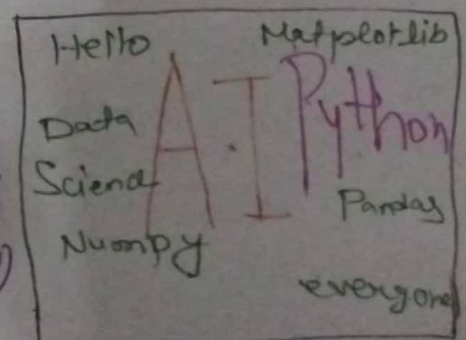 Hello Matplotlib
A.I Python
Data
Science
Pandas
Numpy
everyone